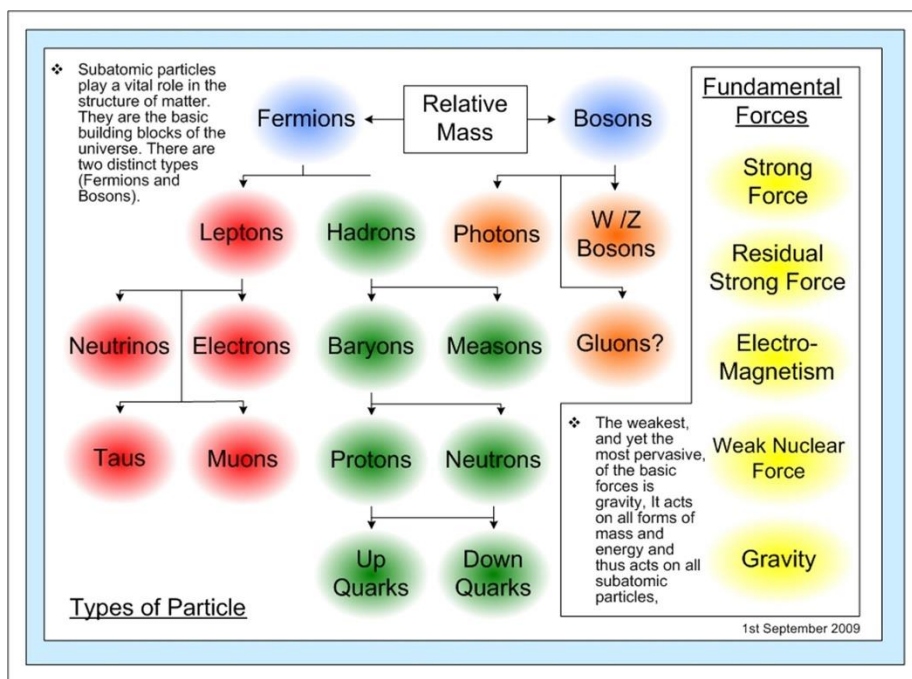 ❖ Subatomic particles
play a vital role in the
structure of matter.
They are the basic
building blocks of the
universe. There are
two distinct types
(Fermions and
Bosons).
Fermions
Relative
Mass
Bosons
Leptons
Hadrons
Photons
W /Z
Bosons
Neutrinos
Electrons
Baryons
Measons
Gluons?
Taus
Muons
Protons
Neutrons
Up
Quarks
Down
Quarks
Types of Particle
Fundamental
Forces
Strong
Force
Residual
Strong Force
Electro-
Magnetism
Weak Nuclear
Force
Gravity
❖ The weakest,
and yet the
most pervasive,
of the basic
forces is
gravity, It acts
on all forms of
mass and
energy and
thus acts on all
subatomic
particles,
1st September 2009